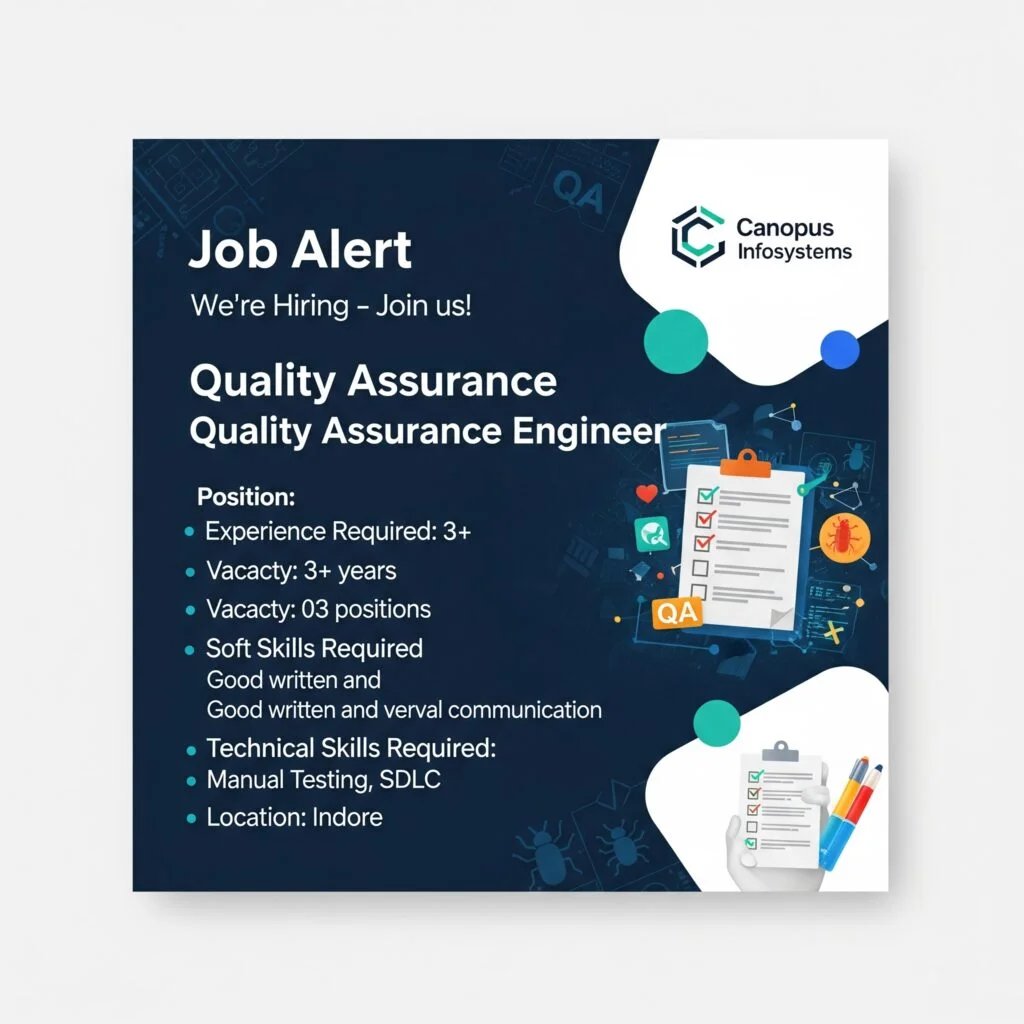 QA
Canopus
Infosystems
Job Alert
We're Hiring – Join us!
Quality Assurance
Quality Assurance Engineer
Position:
Experience Required: 3+
Vacacty: 3+ years
Vacacty: 03 positions
Soft Skills Required
Good written and
Good written and verval communication
Technical Skills Required:
Manual Testing, SDLC
Location: Indore
QA